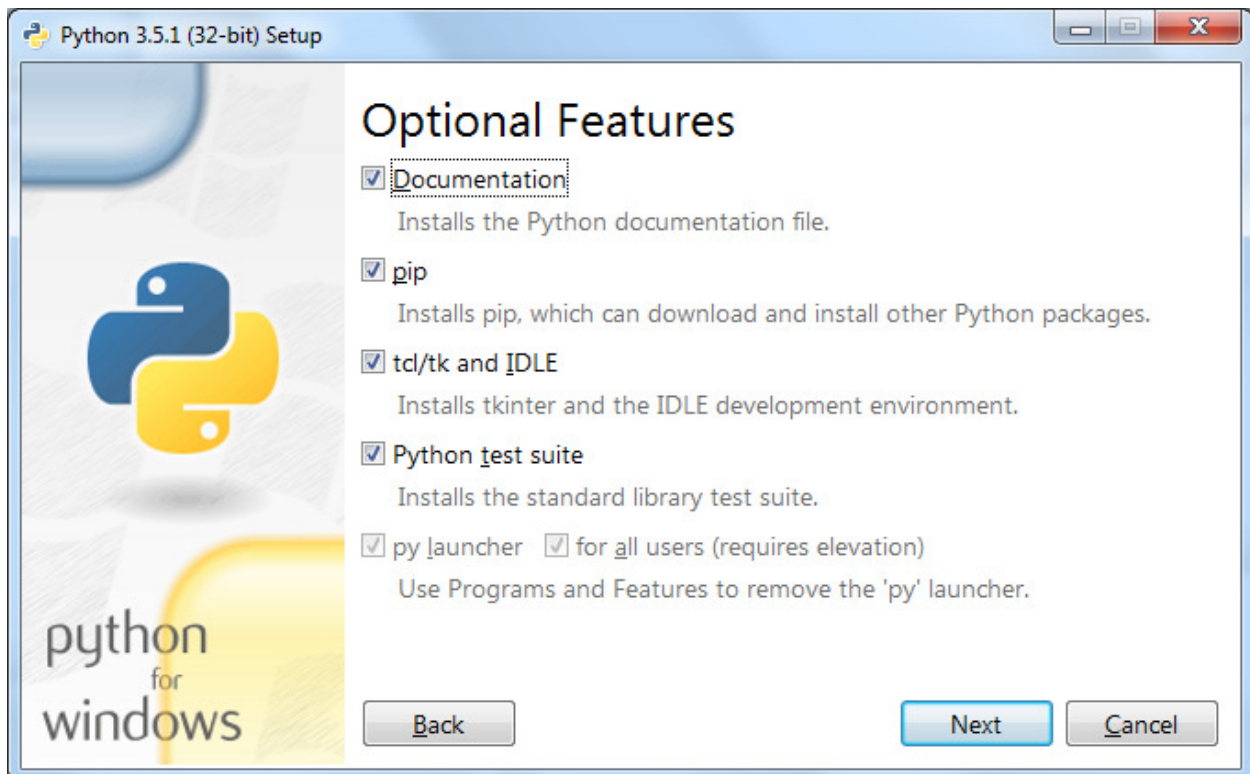 Python 3.5.1 (32-bit) Setup
Optional Features
Documentation
Installs the Python documentation file.
pip
Installs pip, which can download and install other Python packages.
tcl/tk and IDLE
Installs tkinter and the IDLE development environment.
Python test suite
Installs the standard library test suite.
py launcher for all users (requires elevation)
Use Programs and Features to remove the 'py' launcher.
python
for
windows
Back Next Cancel